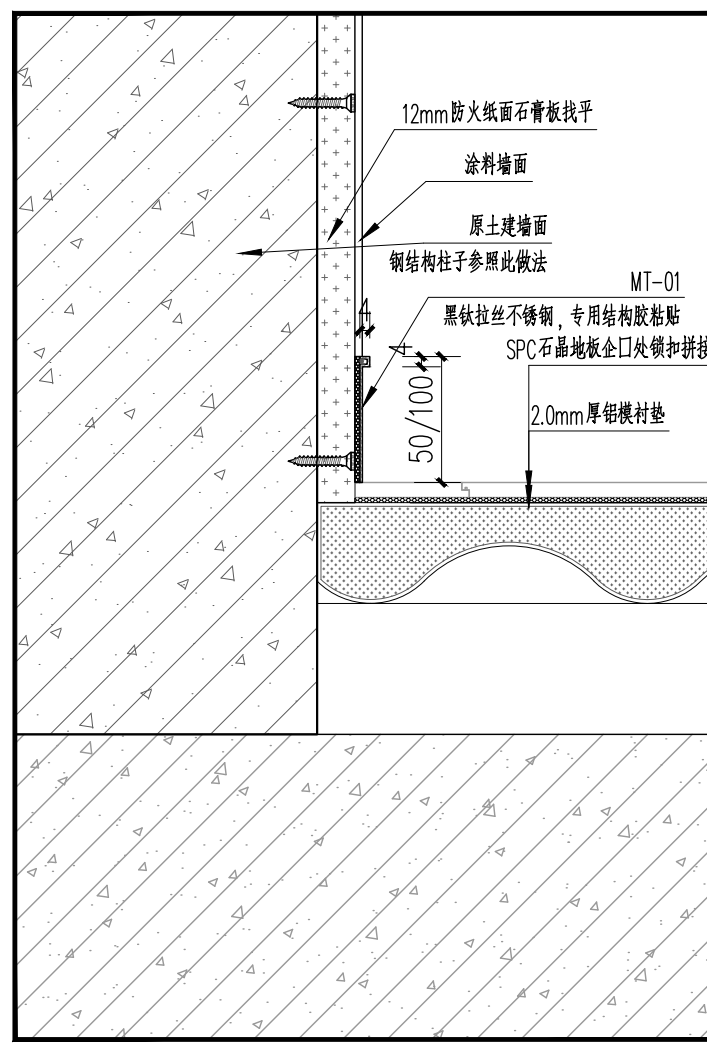 12mm防火纸面石膏板找平
涂料墙面
原土建墙面
钢结构柱子参照此做法
MT-01
4
黑钛拉丝不锈钢，专用结构胶粘贴
4
SPC石晶地板企口处锁扣拼接
50/100
2.0mm厚铝模衬垫